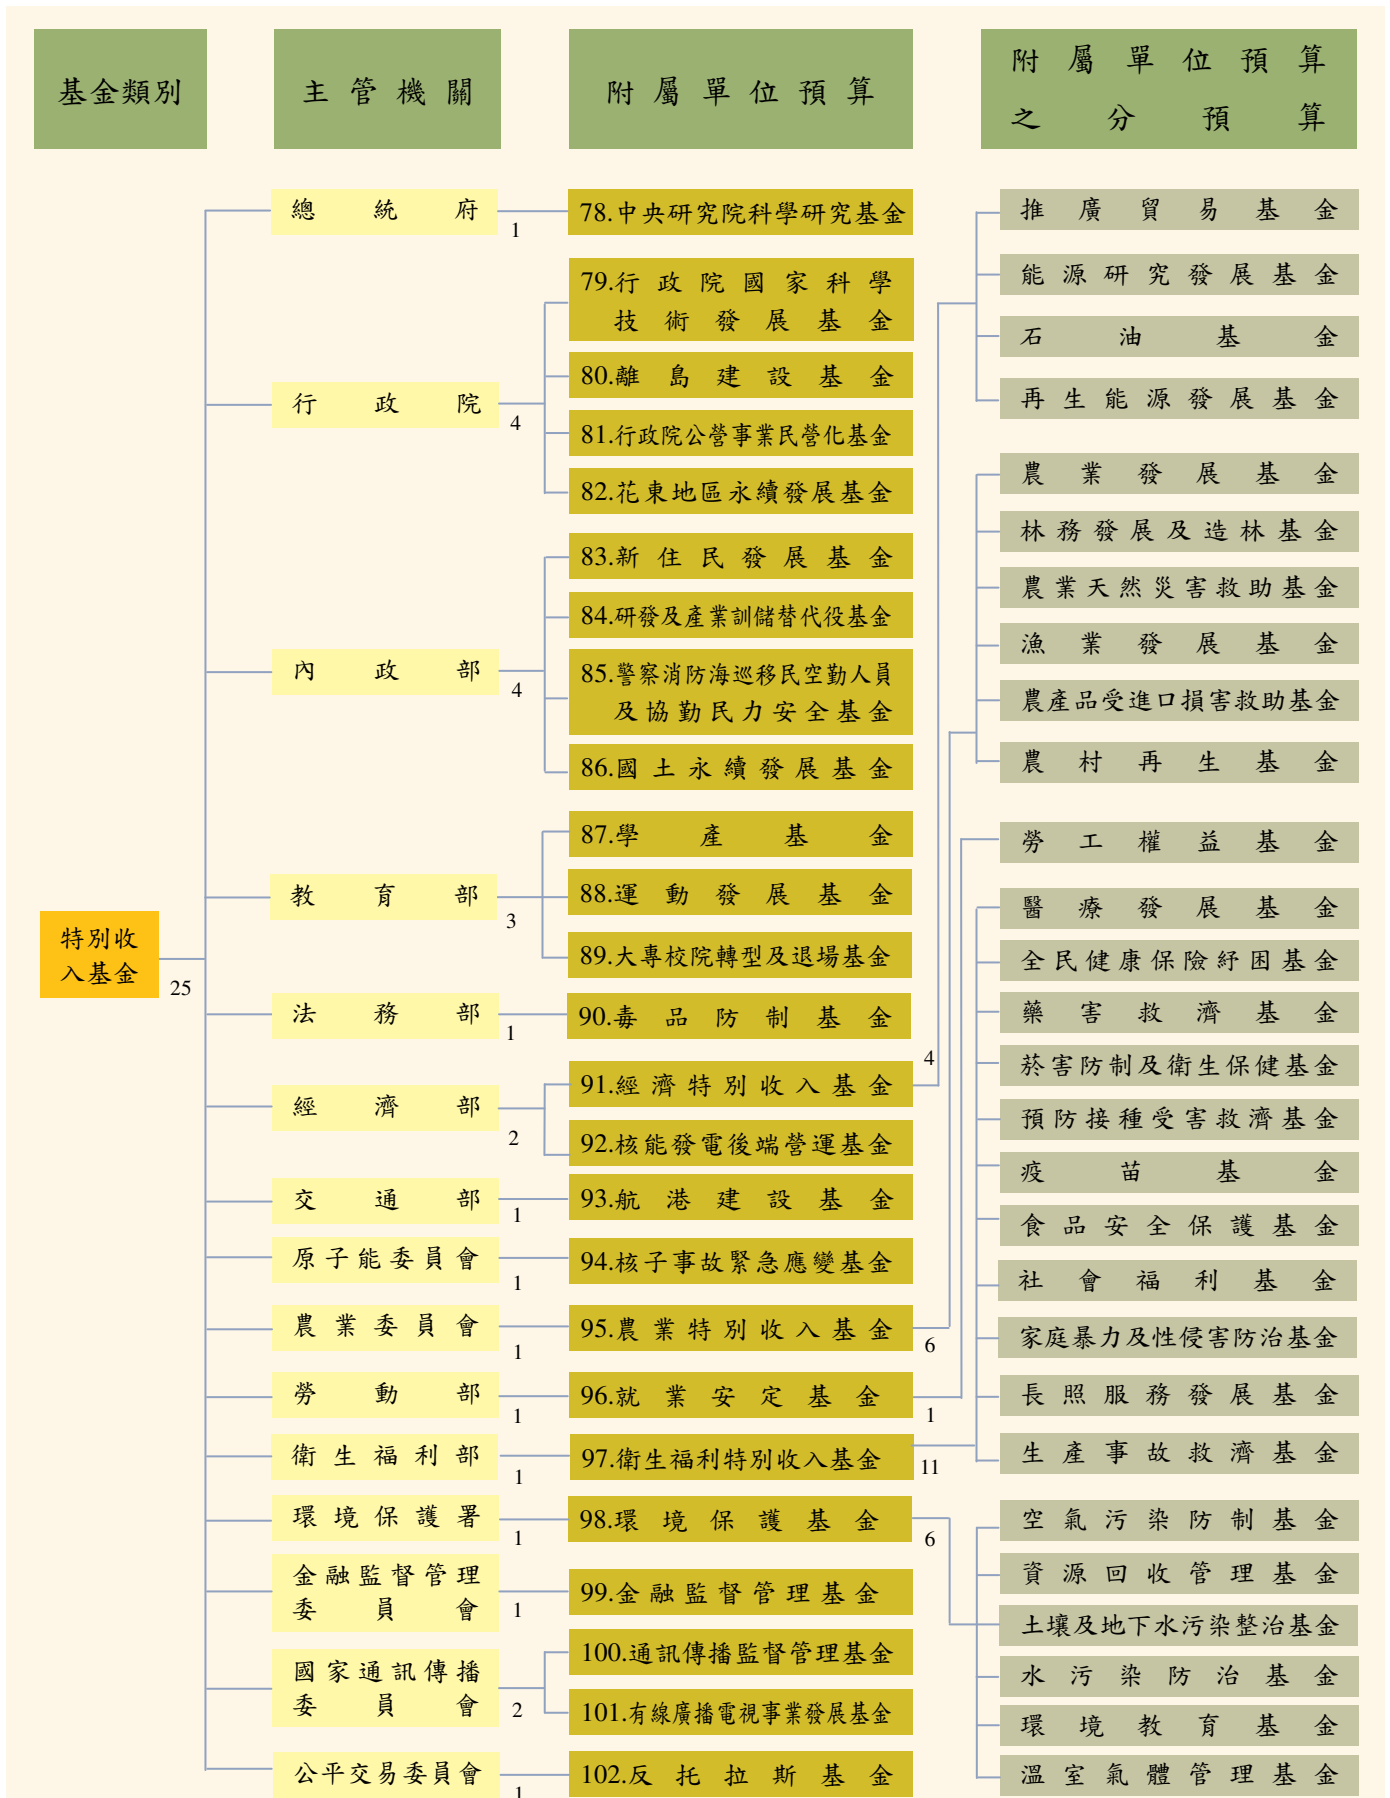 基金類別
主管機關
附屬單位預算
附屬單位預算
之分預算
特別收
入基金
25
總統府
1
78.中央研究院科學研究基金
行政院
4
79.行政院國家科學
技術發展基金
80.離島建設基金
81.行政院公營事業民營化基金
82.花東地區永續發展基金
內政部
4
83.新住民發展基金
84.研發及產業訓儲替代役基金
85.警察消防海巡移民空勤人員
及協勤民力安全基金
86.國土永續發展基金
教育部
3
87.學產基金
88.運動發展基金
89.大專校院轉型及退場基金
法務部
1
90.毒品防制基金
經濟部
2
91.經濟特別收入基金
4
92.核能發電後端營運基金
交通部
1
93.航港建設基金
原子能委員會
1
94.核子事故緊急應變基金
農業委員會
1
95.農業特別收入基金
6
勞動部
1
96.就業安定基金
1
衛生福利部
1
97.衛生福利特別收入基金
11
環境保護署
1
98.環境保護基金
6
金融監督管理
委員會
1
99.金融監督管理基金
國家通訊傳播
委員會
2
100.通訊傳播監督管理基金
101.有線廣播電視事業發展基金
公平交易委員會
1
102.反托拉斯基金
推廣貿易基金
能源研究發展基金
石油基金
再生能源發展基金
農業發展基金
林務發展及造林基金
農業天然災害救助基金
漁業發展基金
農產品受進口損害救助基金
農村再生基金
勞工權益基金
醫療發展基金
全民健康保險紓困基金
藥害救濟基金
菸害防制及衛生保健基金
預防接種受害救濟基金
疫苗基金
食品安全保護基金
社會福利基金
家庭暴力及性侵害防治基金
長照服務發展基金
生產事故救濟基金
空氣污染防制基金
資源回收管理基金
土壤及地下水污染整治基金
水污染防治基金
環境教育基金
溫室氣體管理基金